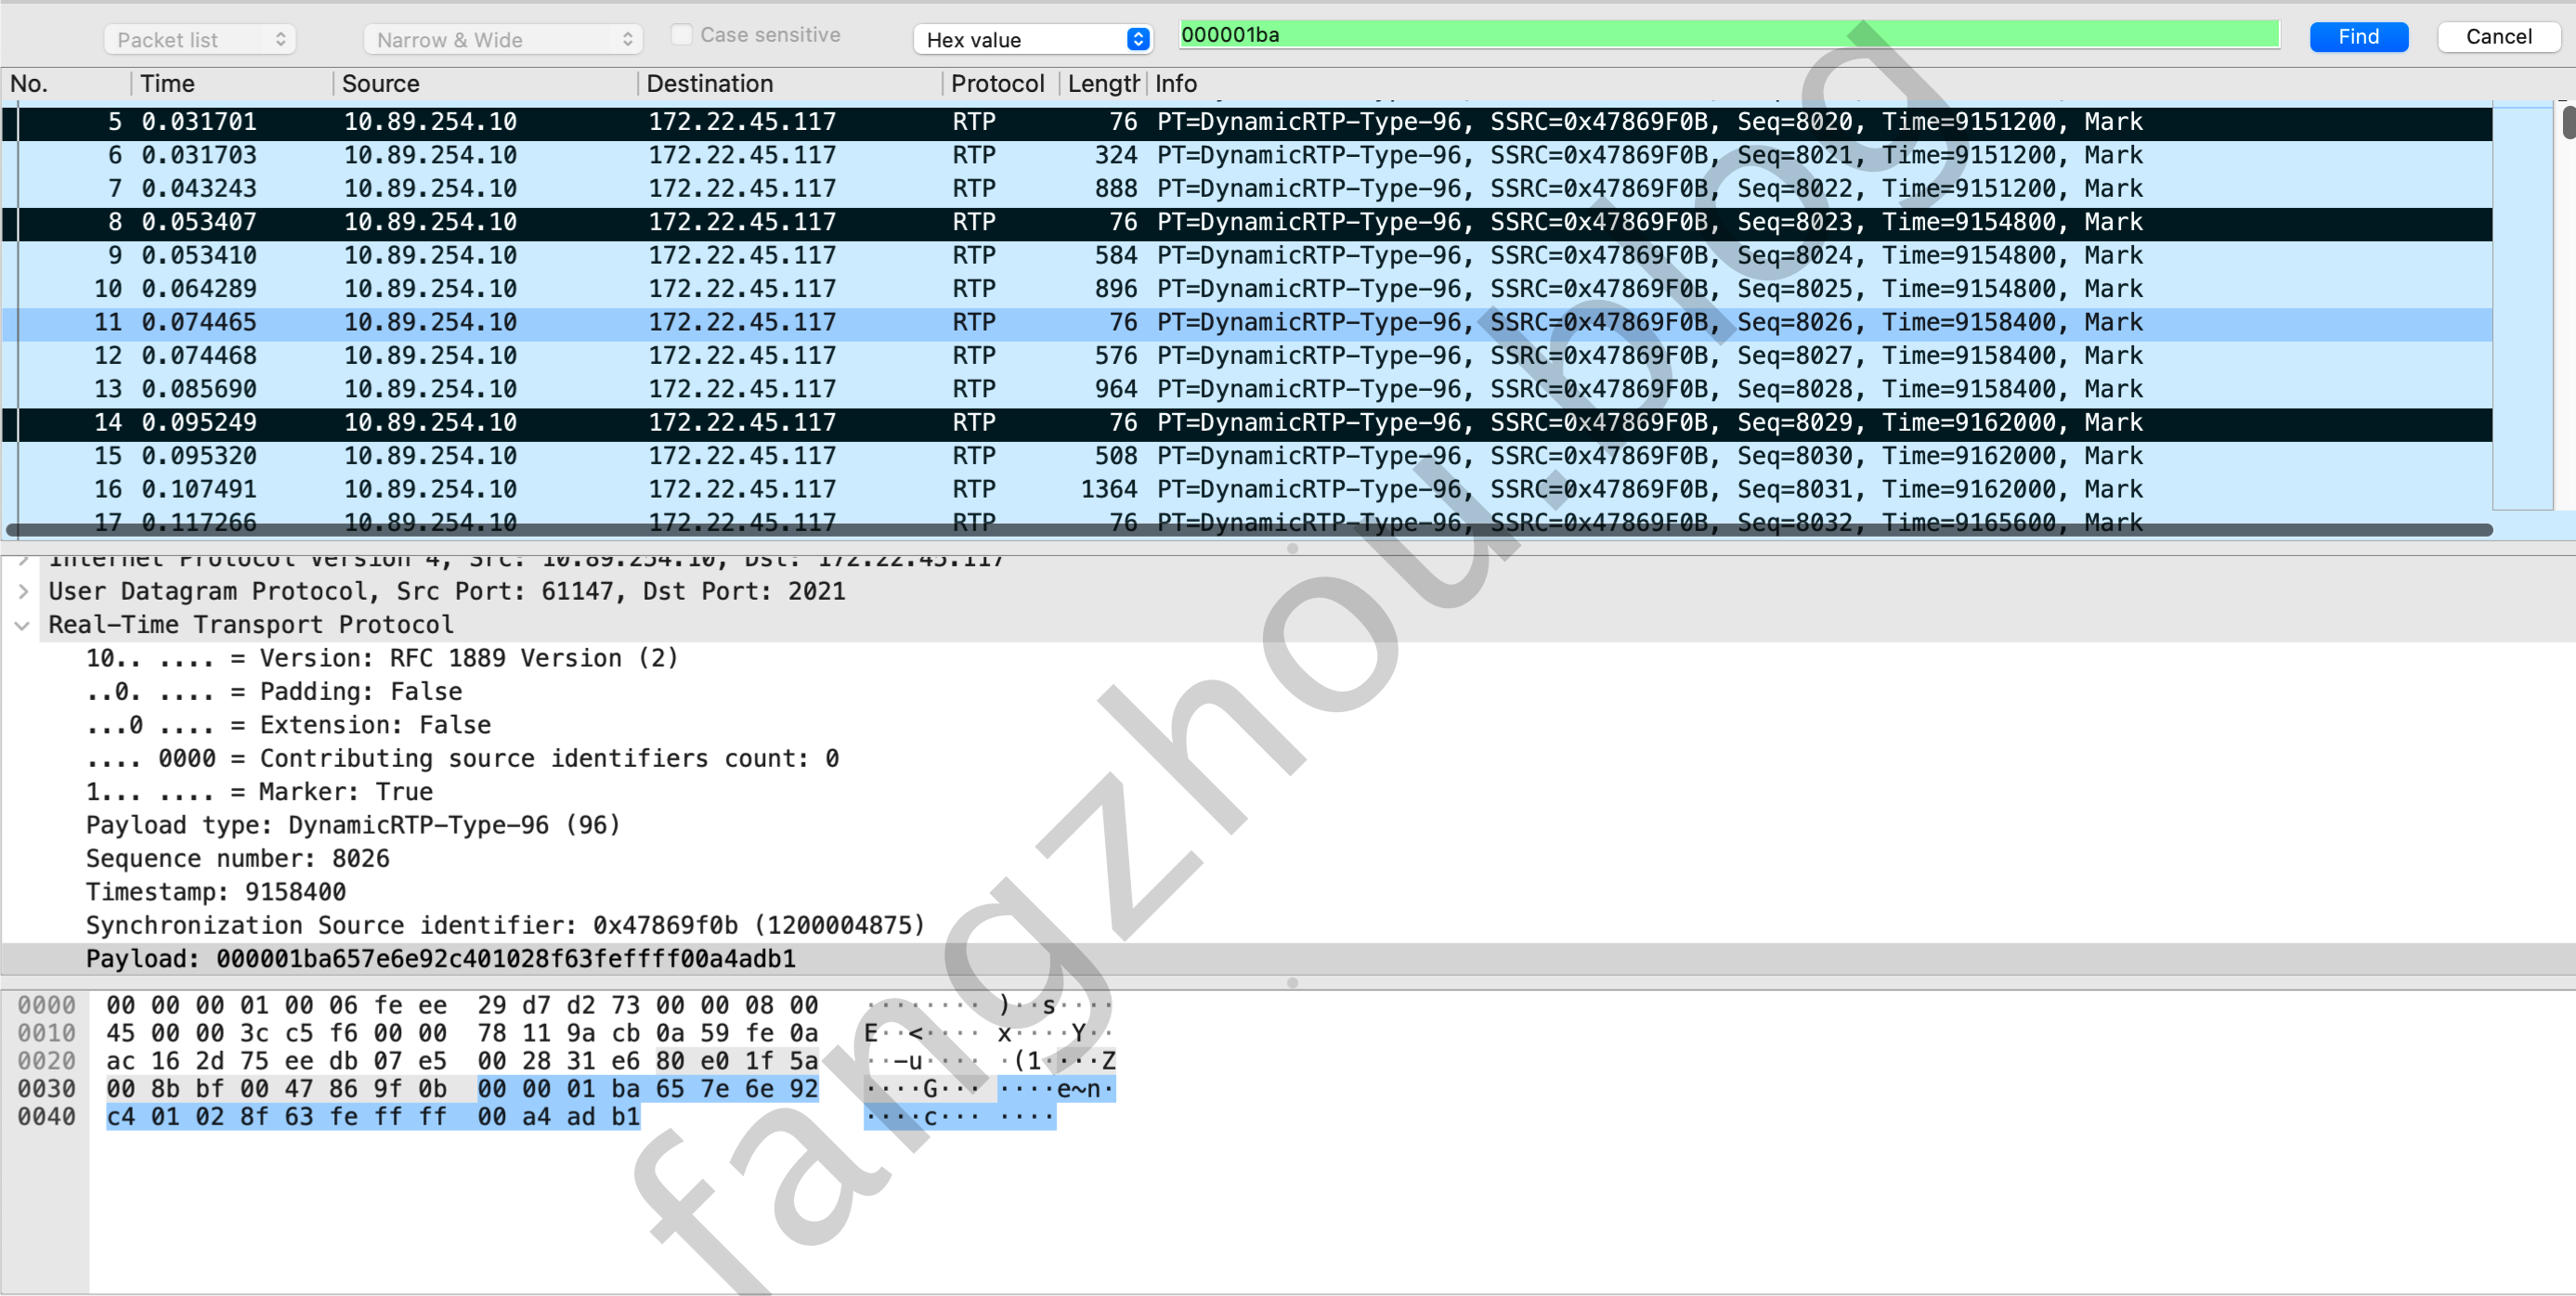 Packet list Narrow & Wide Case sensitive Hex value 000001ba Find Cancel
No. Time Source Destination Protocol Length Info
5 0.031701 10.89.254.10 172.22.45.117 RTP 76 PT=DynamicRTP-Type-96, SSRC=0x47869F0B, Seq=8020, Time=9151200, Mark
6 0.031703 10.89.254.10 172.22.45.117 RTP 324 PT=DynamicRTP-Type-96, SSRC=0x47869F0B, Seq=8021, Time=9151200, Mark
7 0.043243 10.89.254.10 172.22.45.117 RTP 888 PT=DynamicRTP-Type-96, SSRC=0x47869F0B, Seq=8022, Time=9151200, Mark
8 0.053407 10.89.254.10 172.22.45.117 RTP 76 PT=DynamicRTP-Type-96, SSRC=0x47869F0B, Seq=8023, Time=9154800, Mark
9 0.053410 10.89.254.10 172.22.45.117 RTP 584 PT=DynamicRTP-Type-96, SSRC=0x47869F0B, Seq=8024, Time=9154800, Mark
10 0.064289 10.89.254.10 172.22.45.117 RTP 896 PT=DynamicRTP-Type-96, SSRC=0x47869F0B, Seq=8025, Time=9154800, Mark
11 0.074465 10.89.254.10 172.22.45.117 RTP 76 PT=DynamicRTP-Type-96, SSRC=0x47869F0B, Seq=8026, Time=9158400, Mark
12 0.074468 10.89.254.10 172.22.45.117 RTP 576 PT=DynamicRTP-Type-96, SSRC=0x47869F0B, Seq=8027, Time=9158400, Mark
13 0.085690 10.89.254.10 172.22.45.117 RTP 964 PT=DynamicRTP-Type-96, SSRC=0x47869F0B, Seq=8028, Time=9158400, Mark
14 0.095249 10.89.254.10 172.22.45.117 RTP 76 PT=DynamicRTP-Type-96, SSRC=0x47869F0B, Seq=8029, Time=9162000, Mark
15 0.095320 10.89.254.10 172.22.45.117 RTP 508 PT=DynamicRTP-Type-96, SSRC=0x47869F0B, Seq=8030, Time=9162000, Mark
16 0.107491 10.89.254.10 172.22.45.117 RTP 1364 PT=DynamicRTP-Type-96, SSRC=0x47869F0B, Seq=8031, Time=9162000, Mark
17 0.117266 10.89.254.10 172.22.45.117 RTP 76 PT=DynamicRTP-Type-96, SSRC=0x47869F0B, Seq=8032, Time=9165600, Mark
Internet Protocol Version 4, Src: 10.89.254.10, Dst: 172.22.45.117
User Datagram Protocol, Src Port: 61147, Dst Port: 2021
Real-Time Transport Protocol
10.. .... = Version: RFC 1889 Version (2)
..0. .... = Padding: False
...0 .... = Extension: False
.... 0000 = Contributing source identifiers count: 0
1... .... = Marker: True
Payload type: DynamicRTP-Type-96 (96)
Sequence number: 8026
Timestamp: 9158400
Synchronization Source identifier: 0x47869f0b (1200004875)
Payload: 000001ba657e6e92c401028f63feffff00a4adb1
0000 00 00 00 01 00 06 fe ee 29 d7 d2 73 00 00 08 00 ········ )··s····
0010 45 00 00 3c c5 f6 00 00 78 11 9a cb 0a 59 fe 0a E··<···· x····Y··
0020 ac 16 2d 75 ee db 07 e5 00 28 31 e6 80 e0 1f 5a ··-u···· ·(1····Z
0030 00 8b bf 00 47 86 9f 0b 00 00 01 ba 65 7e 6e 92 ····G··· ····e~n·
0040 c4 01 02 8f 63 fe ff ff 00 a4 ad b1 ····c··· ····
fangzhou.blog